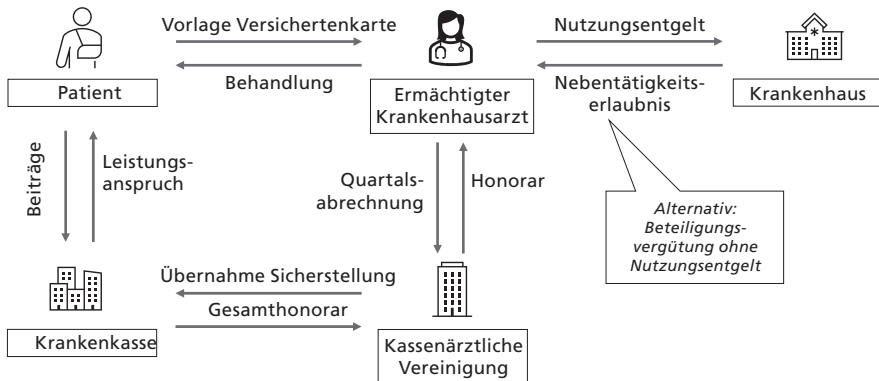 Vorlage Versichertenkarte
Nutzungsentgelt
Behandlung
Nebentätigkeits-
erlaubnis
Patient
Ermächtigter
Krankenhausarzt
Krankenhaus
Beiträge
Leistungs-
anspruch
Quartals-
abrechnung
Honorar
Alternativ:
Beteiligungs-
vergütung ohne
Nutzungsentgelt
Übernahme Sicherstellung
Gesamthonorar
Krankenkasse
Kassenärztliche
Vereinigung